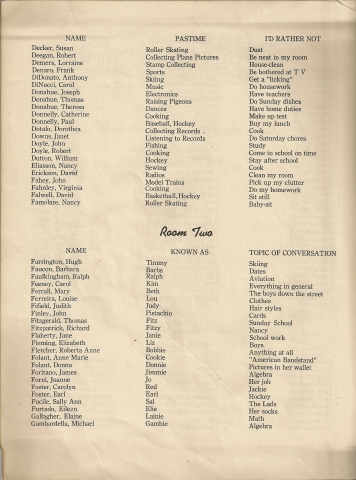 NAME PASTIME I'D RATHER NOT
Decker, Susan Roller Skating Dust
Deegan, Robert Collecting Plane Pictures Be neat in my room
Demers, Lorraine Stamp Collecting House-clean
Denaro, Frank Sports Be bothered at T V
DiDonato, Anthony Skiing Get a "licking"
DiNucci, Carol Music Do housework
Donahue, Joseph Electronics Have teachers
Donahue, Thomas Raising Pigeons Do Sunday dishes
Donahue, Theresa Dances Have home duties
Donnelly, Catherine Cooking Make up test
Donnelly, Paul Baseball, Hockey Buy my lunch
Dotalo, Dorothea Collecting Records Cook
Downs, Janet Listening to Records Do Saturday chores
Doyle, John Fishing Study
Doyle, Robert Cooking Come to school on time
Dutton, William Hockey Stay after school
Eliasson, Nancy Sewing Cook
Erickson, David Radios Clean my room
Fahey, John Model Trains Pick up my clutter
Fahnley, Virginia Cooking Do my homework
Falwell, David Basketball, Hockey Sit still
Famolare, Nancy Roller Skating Baby-sit
Room Two
NAME KNOWN AS TOPIC OF CONVERSATION
Farrington, Hugh Timmy Skiing
Faucon, Barbara Barbs Dates
Faulkingham, Ralph Ralph Aviation
Feeney, Carol Kim Everything in general
Ferrall, Mary Beth The boys down the street
Ferreira, Louise Lou Clothes
Fifield, Judith Judy Hair styles
Finley, John Pistachio Cards
Fitzgerald, Thomas Fitz Sunday School
Fitzpatrick, Richard Fitzy Nancy
Flaherty, Jane Janie School work
Fleming, Elizabeth Liz Boys
Fletcher, Roberta Anne Bobbie Anything at all
Folant, Anne Marie Cookie "American Bandstand"
Folant, Donna Donnie Pictures in her wallet
Foritano, James Jimmie Algebra
Forni, Joanne Jo Her job
Foster, Carolyn Red Jackie
Foster, Earl Earl Hockey
Fucile, Sally Ann Sal The Lads
Furtado, Eileen Elie Her socks
Gallagher, Elaine Lainie Math
Gambardella, Michael Gambie Algebra